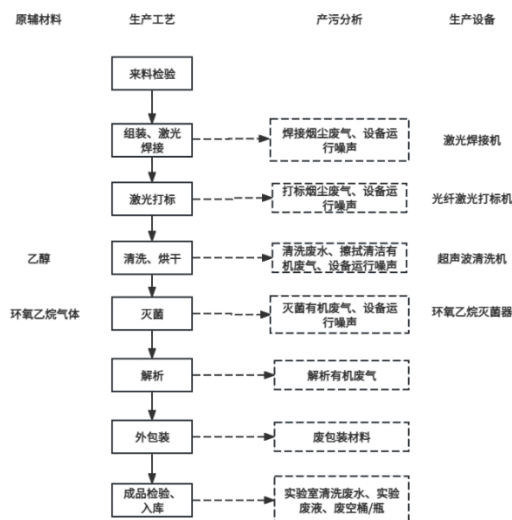 原辅材料
生产工艺
产污分析
生产设备
来料检验
组装、激光
焊接
焊接烟尘废气、设备运
行噪声
激光焊接机
激光打标
打标烟尘废气、设备运
行噪声
光纤激光打标机
乙醇
清洗、烘干
清洗废水、擦拭清洁有
机废气、设备运行噪声
超声波清洗机
环氧乙烷气体
灭菌
灭菌有机废气、设备运
行噪声
环氧乙烷灭菌器
解析
解析有机废气
外包装
废包装材料
成品检验、
入库
实验室清洗废水、实验
废液、废空桶/瓶